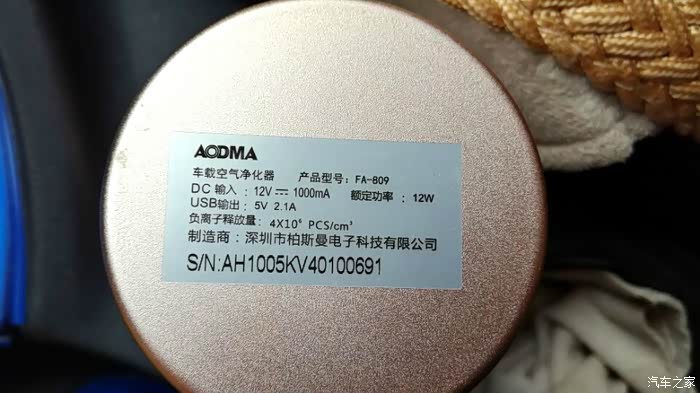 AODMA
车载空气净化器 产品型号：FA-809
DC 输入：12V⎓1000mA 额定功率：12W
USB输出：5V 2.1A
负离子释放量：4X10⁶ PCS/cm³
制造商：深圳市柏斯曼电子科技有限公司
S/N:AH1005KV40100691
汽车之家